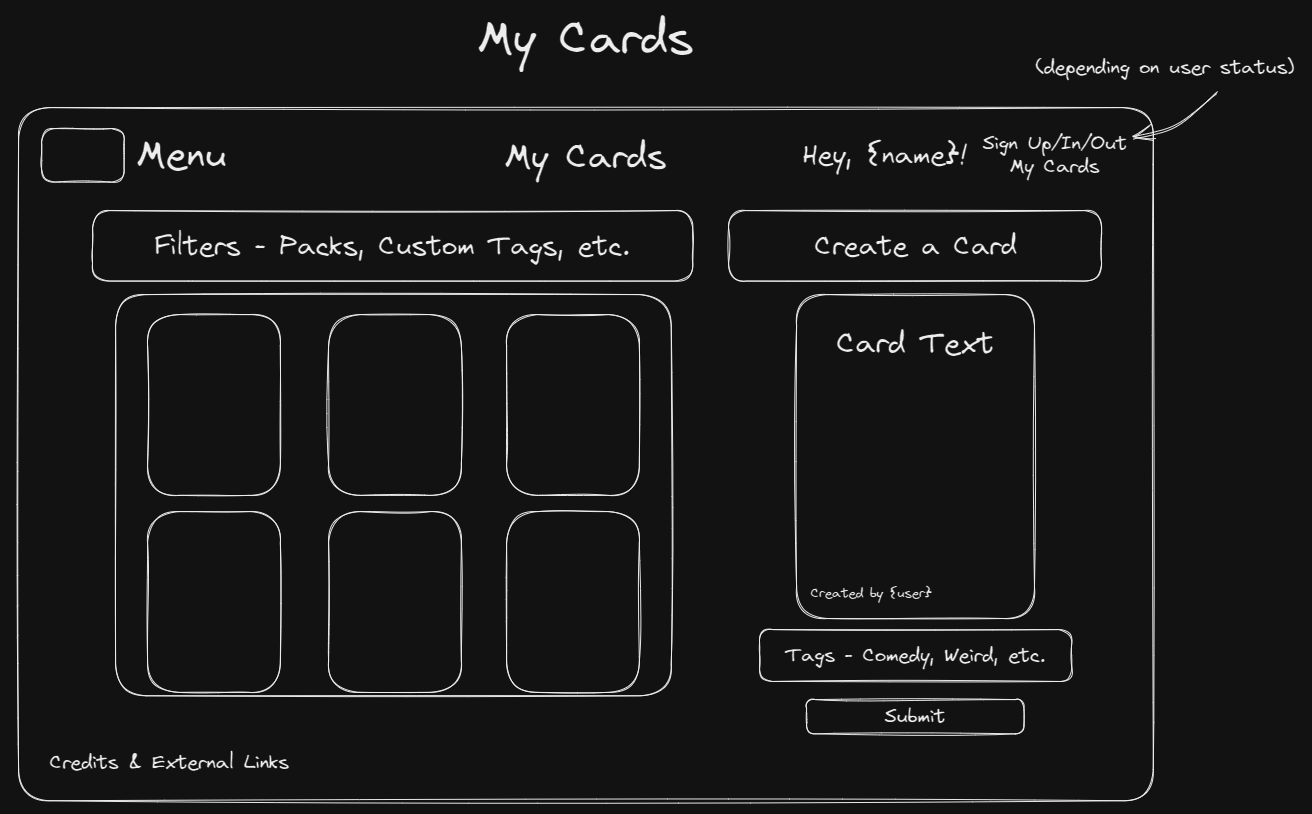 My Cards
(depending on user status)
Menu
My Cards
Hey, {name}!
Sign Up/In/Out
My Cards
Filters - Packs, Custom Tags, etc.
Create a Card
Card Text
Created by {user}
Tags - Comedy, Weird, etc.
Submit
Credits & External Links